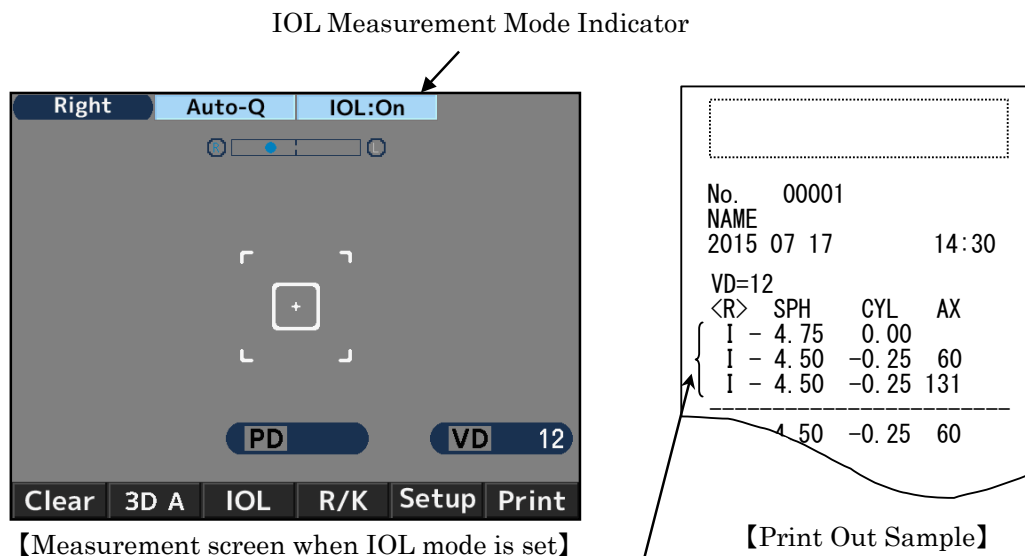 IOL Measurement Mode Indicator
Right Auto-Q IOL:On
R L
PD VD 12
Clear 3D A IOL R/K Setup Print
【Measurement screen when IOL mode is set】
No. 00001
NAME
2015 07 17 14:30
VD=12
<R> SPH CYL AX
I - 4.75 0.00
I - 4.50 -0.25 60
I - 4.50 -0.25 131
4.50 -0.25 60
【Print Out Sample】